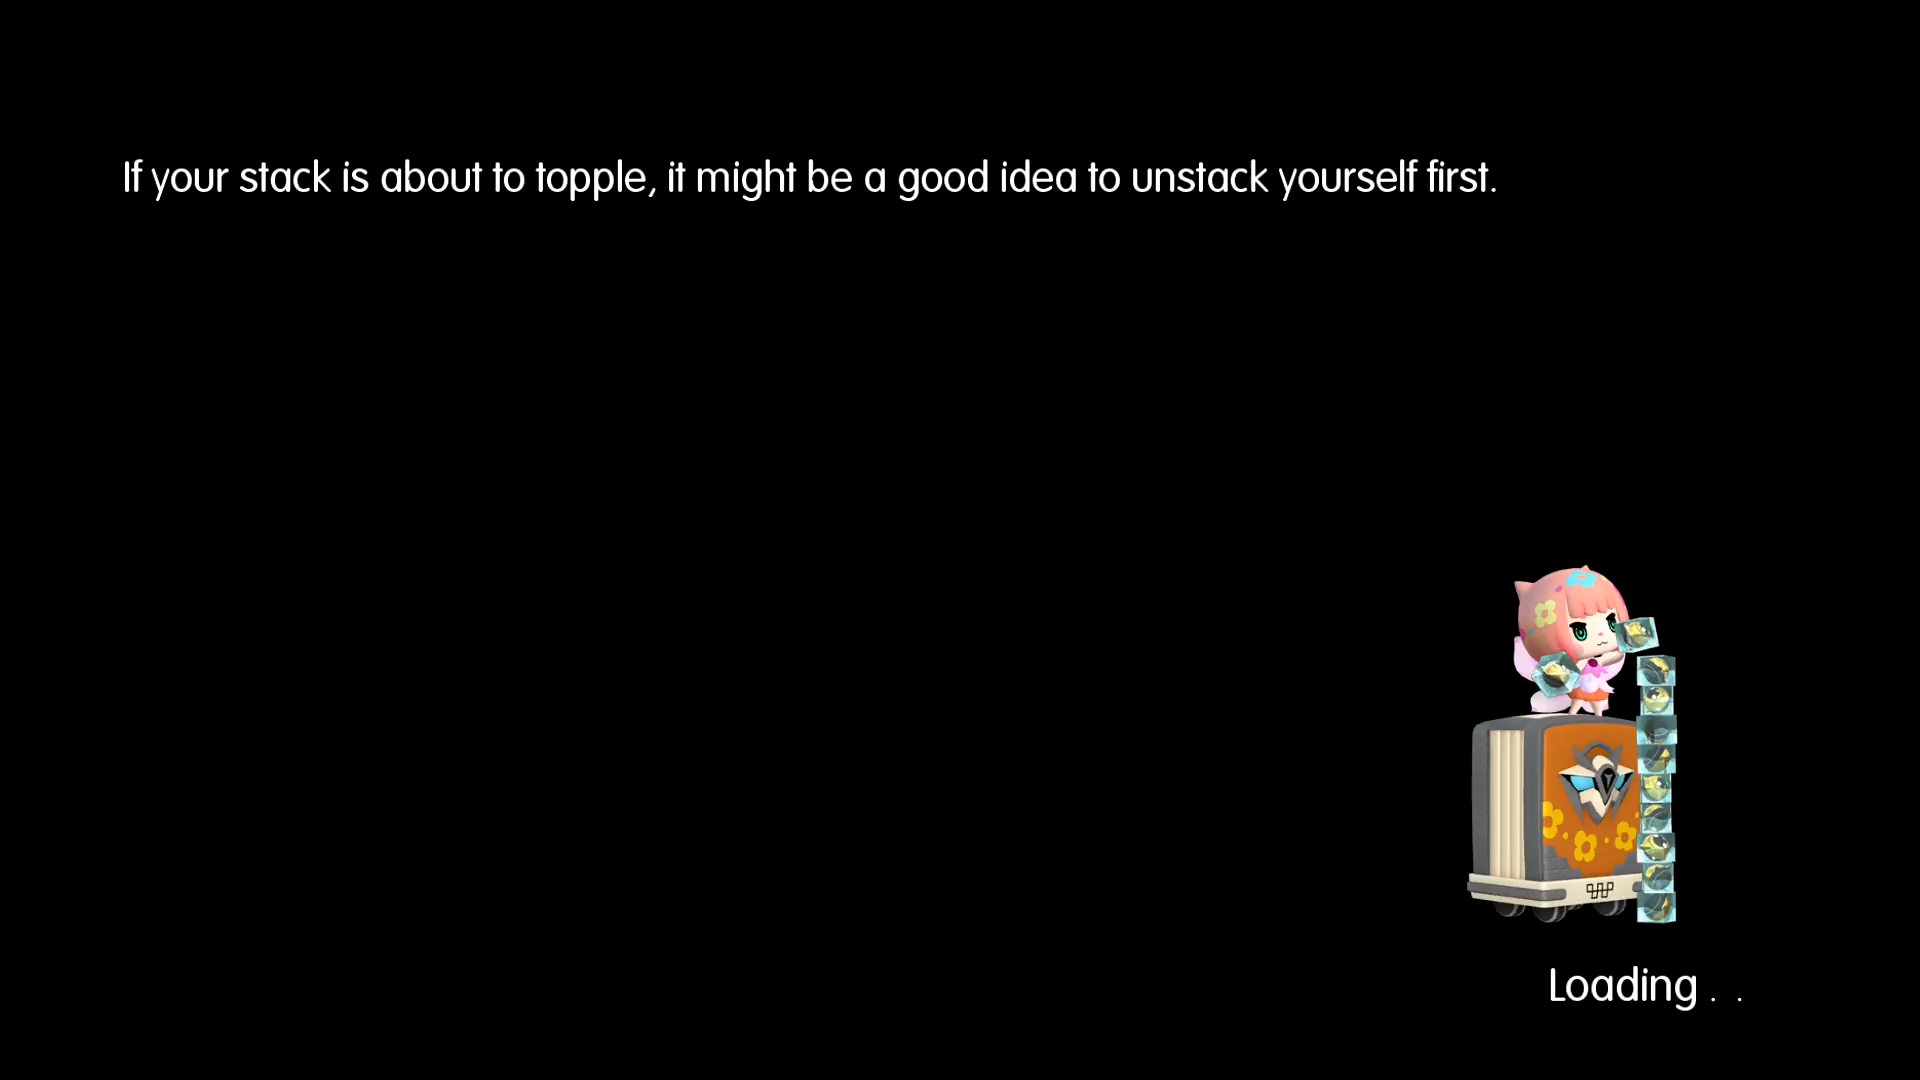 If your stack is about to topple, it might be a good idea to unstack yourself first.
Loading . .